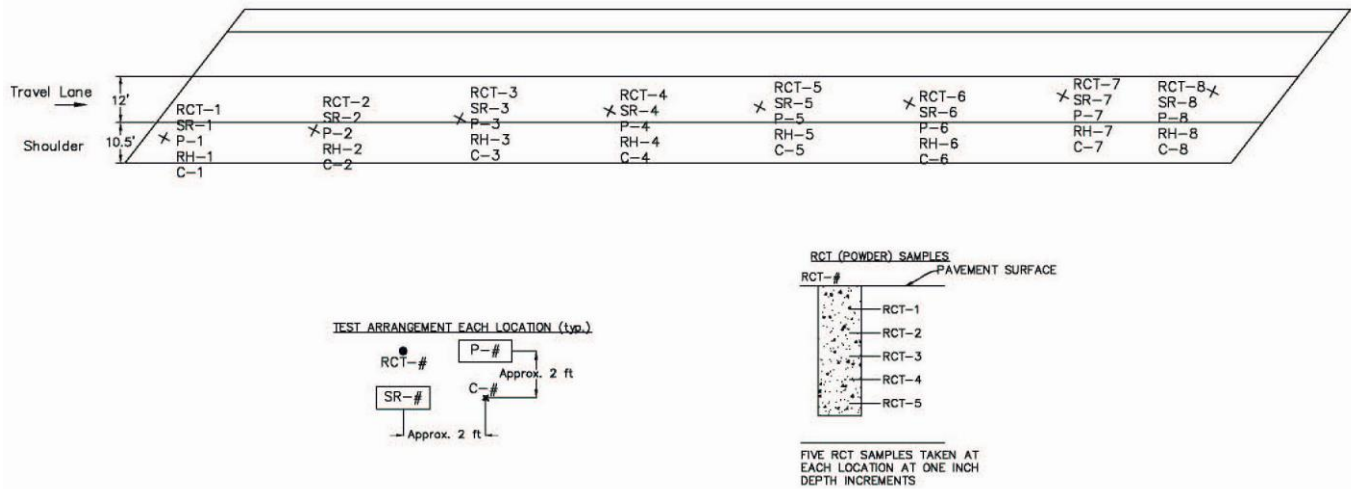 Travel Lane
12'
Shoulder
10.5'
RCT-1
SR-1
P-1
RH-1
C-1
RCT-2
SR-2
P-2
RH-2
C-2
RCT-3
SR-3
P-3
RH-3
C-3
RCT-4
SR-4
P-4
RH-4
C-4
RCT-5
SR-5
P-5
RH-5
C-5
RCT-6
SR-6
P-6
RH-6
C-6
RCT-7
SR-7
P-7
RH-7
C-7
RCT-8
SR-8
P-8
RH-8
C-8
TEST ARRANGEMENT EACH LOCATION (typ.)
RCT-#
P-#
Approx. 2 ft
SR-#
C-#
Approx. 2 ft
RCT (POWDER) SAMPLES
RCT-#
PAVEMENT SURFACE
RCT-1
RCT-2
RCT-3
RCT-4
RCT-5
FIVE RCT SAMPLES TAKEN AT
EACH LOCATION AT ONE INCH
DEPTH INCREMENTS